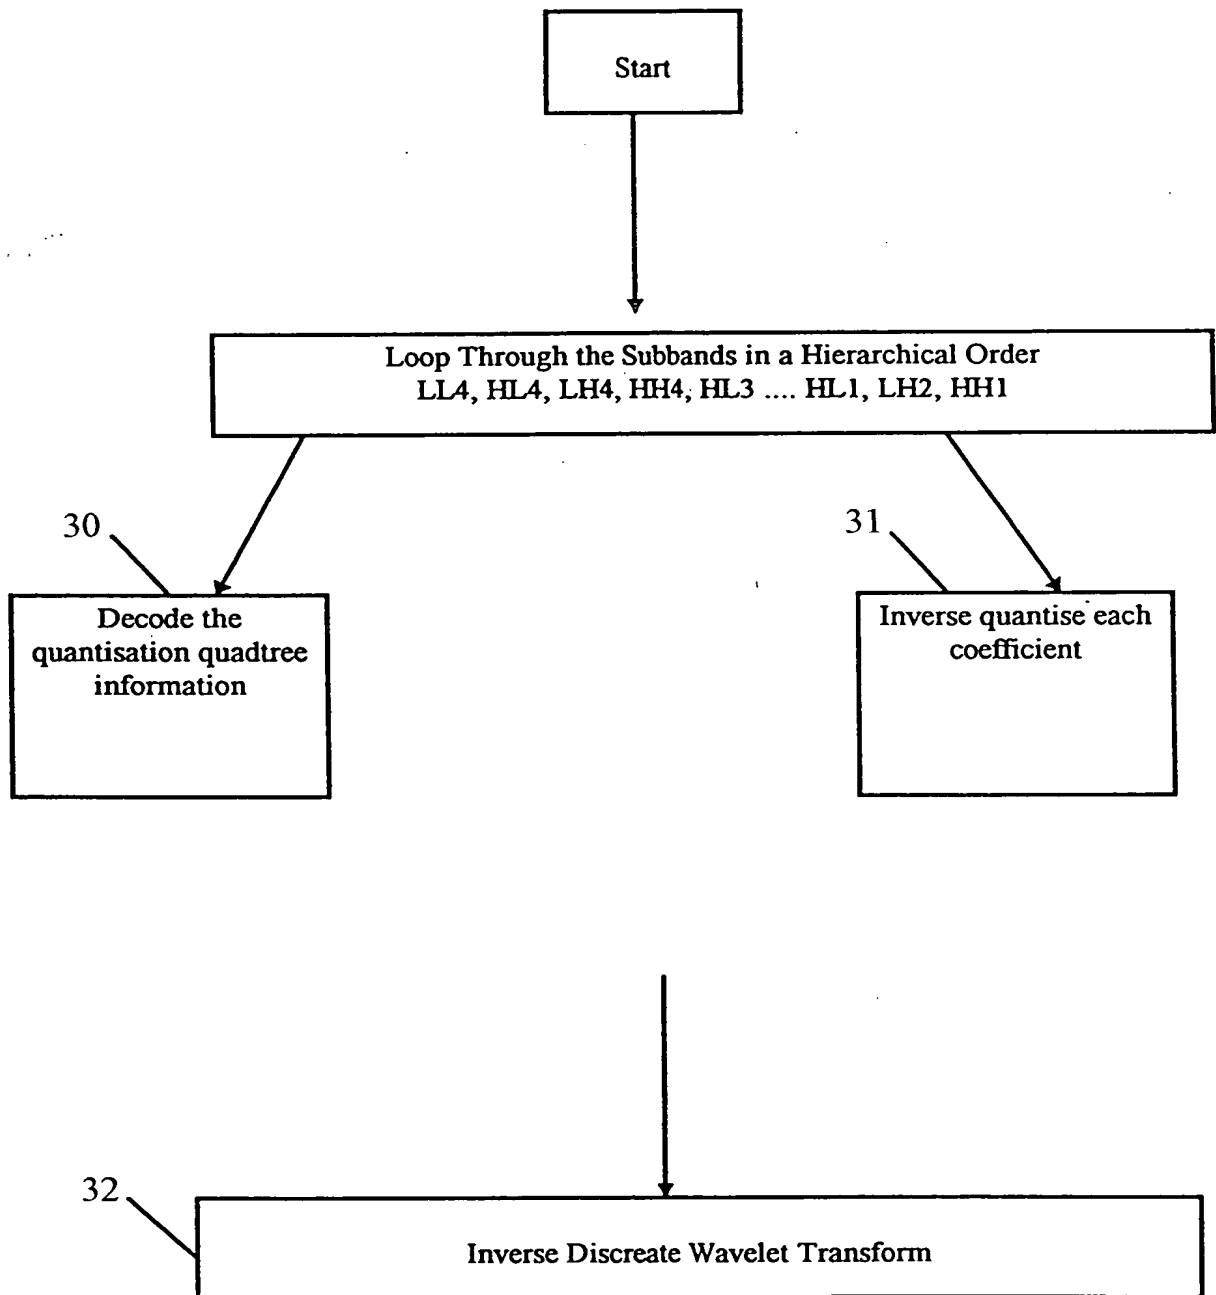 Start
Loop Through the Subbands in a Hierarchical Order
LL4, HL4, LH4, HH4, HL3 .... HL1, LH2, HH1
30
31
Decode the
quantisation quadtree
information
Inverse quantise each
coefficient
32
Inverse Discreate Wavelet Transform